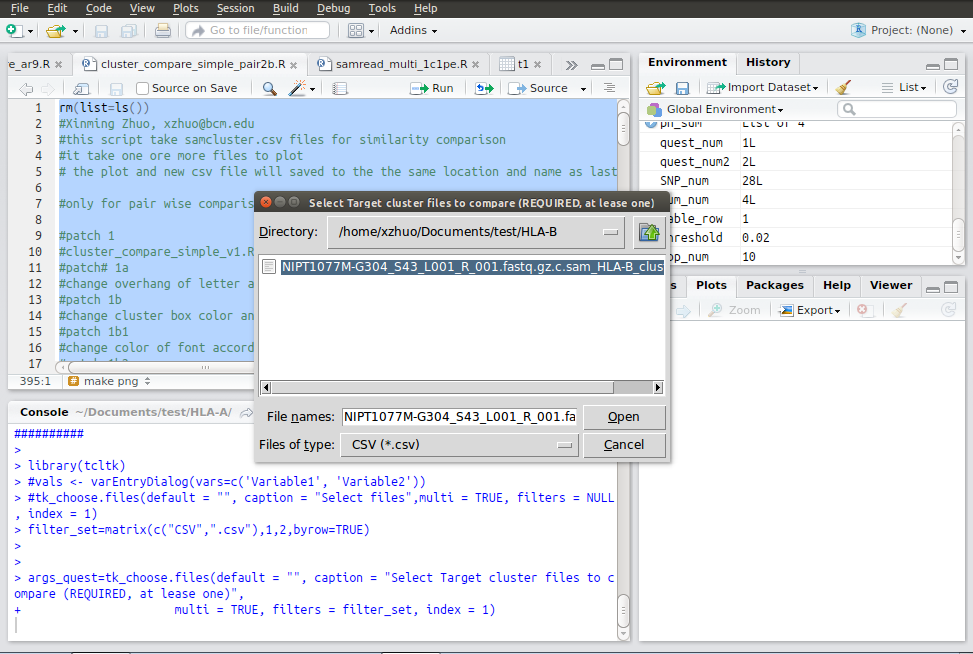 File Edit Code View Plots Session Build Debug Tools Help
Go to file/function Addins Project: (None)
e_ar9.R cluster_compare_simple_pair2b.R samread_multi_1c1pe.R t1
Source on Save Run Source
1 rm(list=ls())
2 #Xinming Zhuo, xzhuo@bcm.edu
3 #this script take samcluster.csv files for similarity comparison
4 #it take one ore more files to plot
5 # the plot and new csv file will saved to the the same location and name as last
6
7 #only for pair wise comparis
8
9 #patch 1
10 #cluster_compare_simple_v1.R
11 #patch# 1a
12 #change overhang of letter a
13 #patch 1b
14 #change cluster box color an
15 #patch 1b1
16 #change color of font accord
17
395:1 make png
Console ~/Documents/test/HLA-A/
##########
>
> library(tcltk)
> #vals <- varEntryDialog(vars=c('Variable1', 'Variable2'))
> #tk_choose.files(default = "", caption = "Select files",multi = TRUE, filters = NULL
, index = 1)
> filter_set=matrix(c("CSV",".csv"),1,2,byrow=TRUE)
>
>
> args_quest=tk_choose.files(default = "", caption = "Select Target cluster files to c
ompare (REQUIRED, at lease one)",
+ multi = TRUE, filters = filter_set, index = 1)
Select Target cluster files to compare (REQUIRED, at lease one)
Directory: /home/xzhuo/Documents/test/HLA-B
NIPT1077M-G304_S43_L001_R_001.fastq.gz.c.sam_HLA-B_clus
File names: NIPT1077M-G304_S43_L001_R_001.fa Open
Files of type: CSV (*.csv) Cancel
Environment History
Import Dataset List
Global Environment
ph_sum List of 4
quest_num 1L
quest_num2 2L
SNP_num 28L
um_num 4L
able_row 1
hreshold 0.02
op_num 10
s Plots Packages Help Viewer
Zoom Export